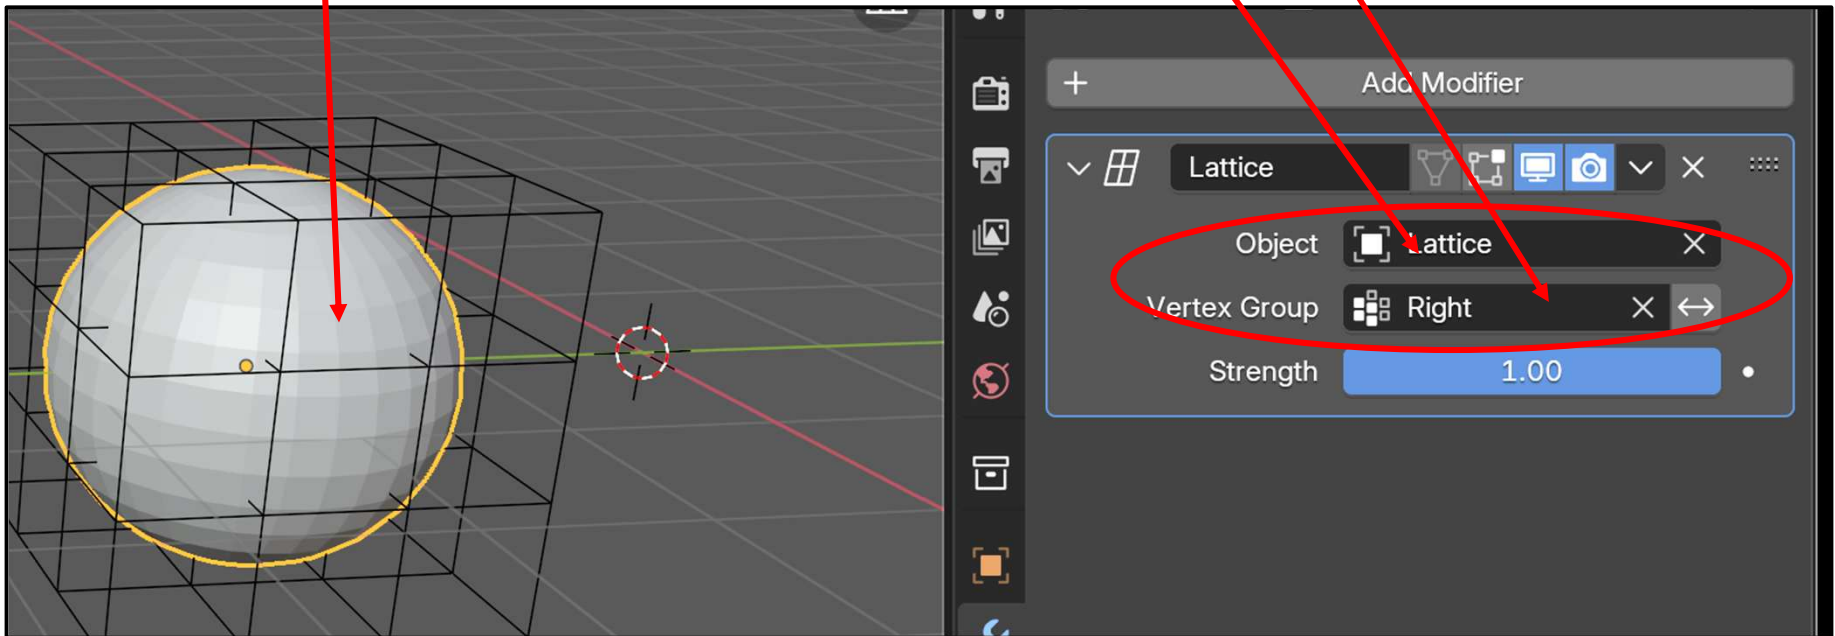 Add Modifier
Lattice
Object Lattice
Vertex Group Right
Strength 1.00